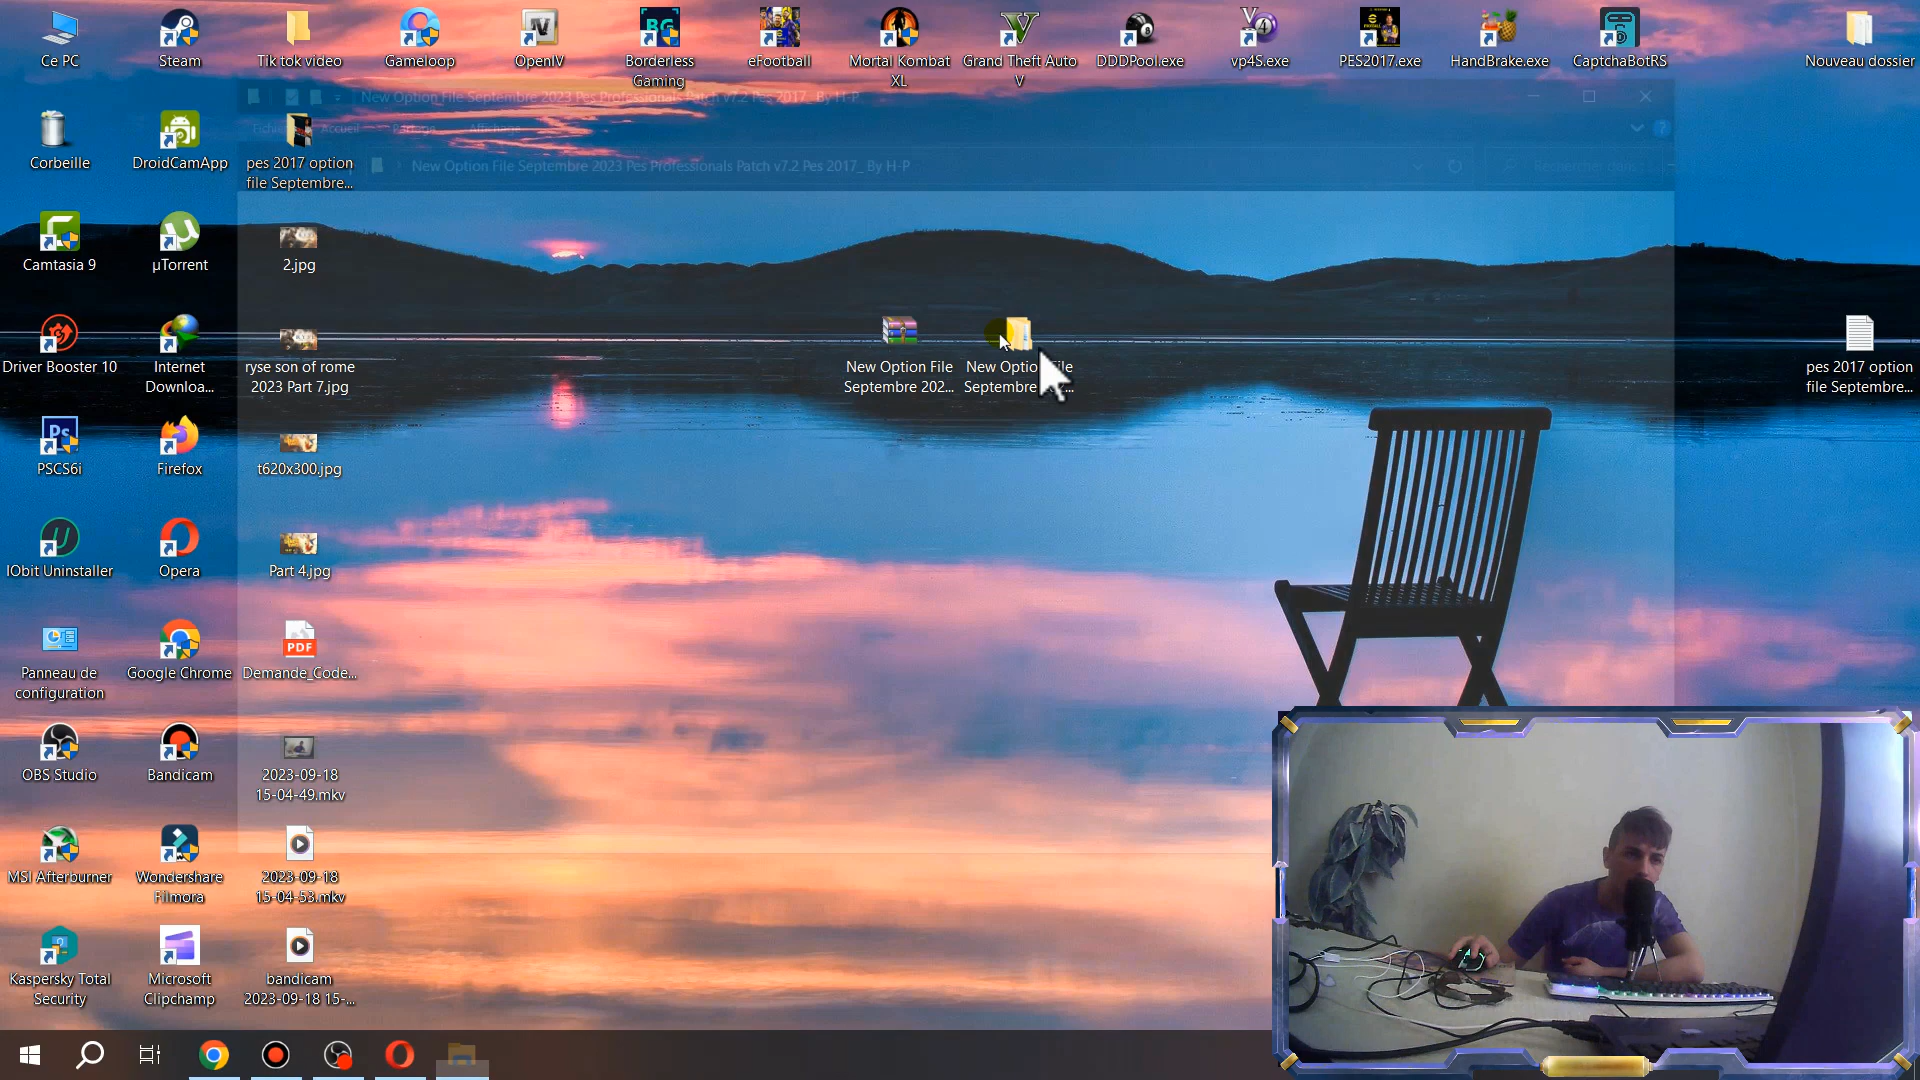 Ce PC
Steam
Tik tok video
Gameloop
OpenIV
Borderless
Gaming
eFootball
Mortal Kombat
XL
Grand Theft Auto
V
DDDPool.exe
vp4S.exe
PES2017.exe
HandBrake.exe
CaptchaBotRS
Nouveau dossier
New Option File Septembre 2023 Pes Professionals Patch v7.2 Pes 2017_ By H-P
Fichier Accueil Partage Affichage
New Option File Septembre 2023 Pes Professionals Patch v7.2 Pes 2017_ By H-P
Corbeille
DroidCamApp
pes 2017 option
file Septembre...
Camtasia 9
µTorrent
2.jpg
Driver Booster 10
Internet
Downloa...
ryse son of rome
2023 Part 7.jpg
New Option File
Septembre 202...
New Optio
Septembre
pes 2017 option
file Septembre...
Ps
PSCS6i
Firefox
t620x300.jpg
IObit Uninstaller
Opera
Part 4.jpg
Panneau de
configuration
Google Chrome
PDF
Demande_Code...
OBS Studio
Bandicam
2023-09-18
15-04-49.mkv
MSI Afterburner
Wondershare
Filmora
2023-09-18
15-04-53.mkv
Kaspersky Total
Security
Microsoft
Clipchamp
bandicam
2023-09-18 15-...